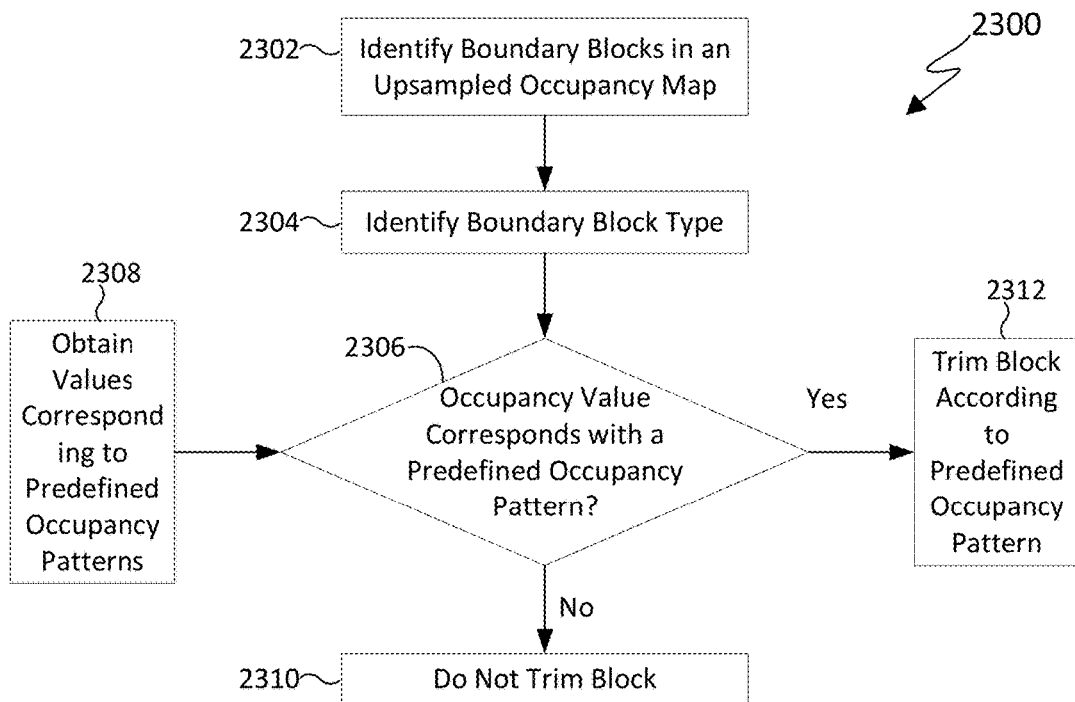 2300
2302
Identify Boundary Blocks in an
Upsampled Occupancy Map
2304
Identify Boundary Block Type
2308
Obtain
Values
Correspond
ing to
Predefined
Occupancy
Patterns
2306
Occupancy Value
Corresponds with a
Predefined Occupancy
Pattern?
Yes
2312
Trim Block
According
to
Predefined
Occupancy
Pattern
No
2310
Do Not Trim Block